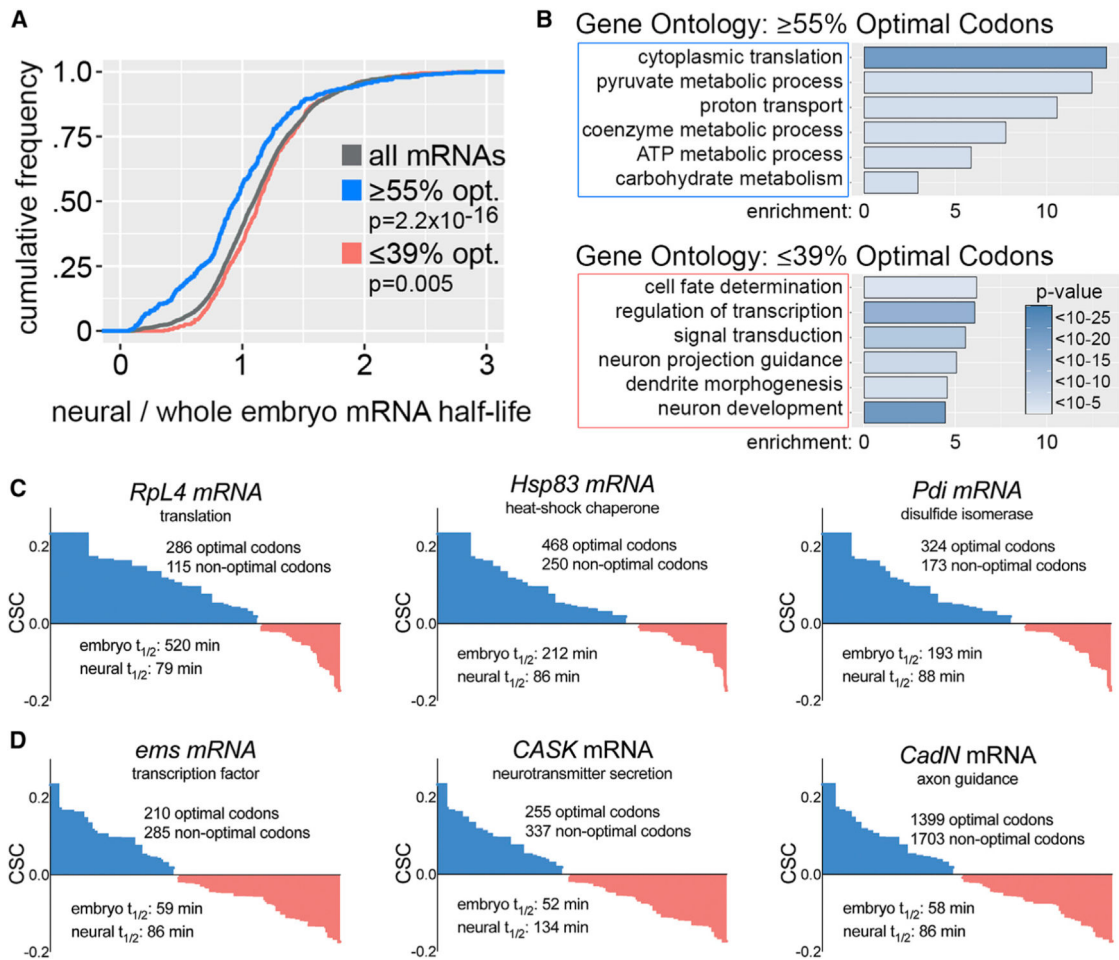 A
1.0
.75
.50
.25
0
cumulative frequency
all mRNAs
≥55% opt.
p=2.2x10-16
≤39% opt.
p=0.005
0 1 2 3
neural / whole embryo mRNA half-life
B
Gene Ontology: ≥55% Optimal Codons
cytoplasmic translation
pyruvate metabolic process
proton transport
coenzyme metabolic process
ATP metabolic process
carbohydrate metabolism
enrichment: 0 5 10
Gene Ontology: ≤39% Optimal Codons
cell fate determination
regulation of transcription
signal transduction
neuron projection guidance
dendrite morphogenesis
neuron development
p-value
<10-25
<10-20
<10-15
<10-10
<10-5
enrichment: 0 5 10
C
RpL4 mRNA
translation
286 optimal codons
115 non-optimal codons
0.2
CSC
0.0
-0.2
embryo t1/2: 520 min
neural t1/2: 79 min
Hsp83 mRNA
heat-shock chaperone
468 optimal codons
250 non-optimal codons
0.2
CSC
0.0
-0.2
embryo t1/2: 212 min
neural t1/2: 86 min
Pdi mRNA
disulfide isomerase
324 optimal codons
173 non-optimal codons
0.2
CSC
0.0
-0.2
embryo t1/2: 193 min
neural t1/2: 88 min
D
ems mRNA
transcription factor
210 optimal codons
285 non-optimal codons
0.2
CSC
0.0
-0.2
embryo t1/2: 59 min
neural t1/2: 86 min
CASK mRNA
neurotransmitter secretion
255 optimal codons
337 non-optimal codons
0.2
CSC
0.0
-0.2
embryo t1/2: 52 min
neural t1/2: 134 min
CadN mRNA
axon guidance
1399 optimal codons
1703 non-optimal codons
0.2
CSC
0.0
-0.2
embryo t1/2: 58 min
neural t1/2: 86 min